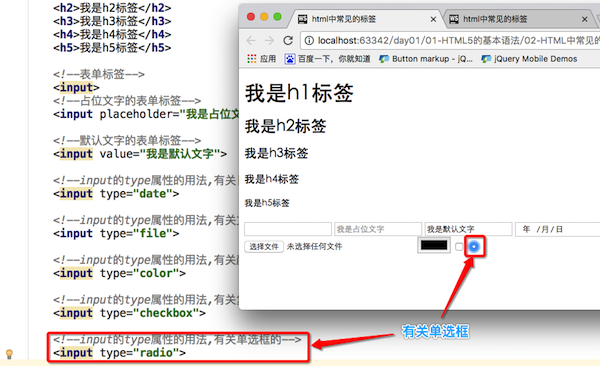 <h2>我是h2标签</h2>
<h3>我是h3标签</h3>
<h4>我是h4标签</h4>
<h5>我是h5标签</h5>
<!--表单标签-->
<input>
<!--占位文字的表单标签-->
<input placeholder="我是占位文
<!--默认文字的表单标签-->
<input value="我是默认文字">
<!--input的type属性的用法,有关
<input type="date">
<!--input的type属性的用法,有关
<input type="file">
<!--input的type属性的用法,有关
<input type="color">
<!--input的type属性的用法,有关
<input type="checkbox">
<!--input的type属性的用法,有关单选框的-->
<input type="radio">
WS html中常见的标签
WS html中常见的标签
localhost:63342/day01/01-HTML5的基本语法/02-HTML中常见的
应用 百度一下，你就知道 Button markup - jQ... jQuery Mobile Demos
我是h1标签
我是h2标签
我是h3标签
我是h4标签
我是h5标签
我是占位文字 我是默认文字 年 /月/日
选择文件 未选择任何文件
有关单选框